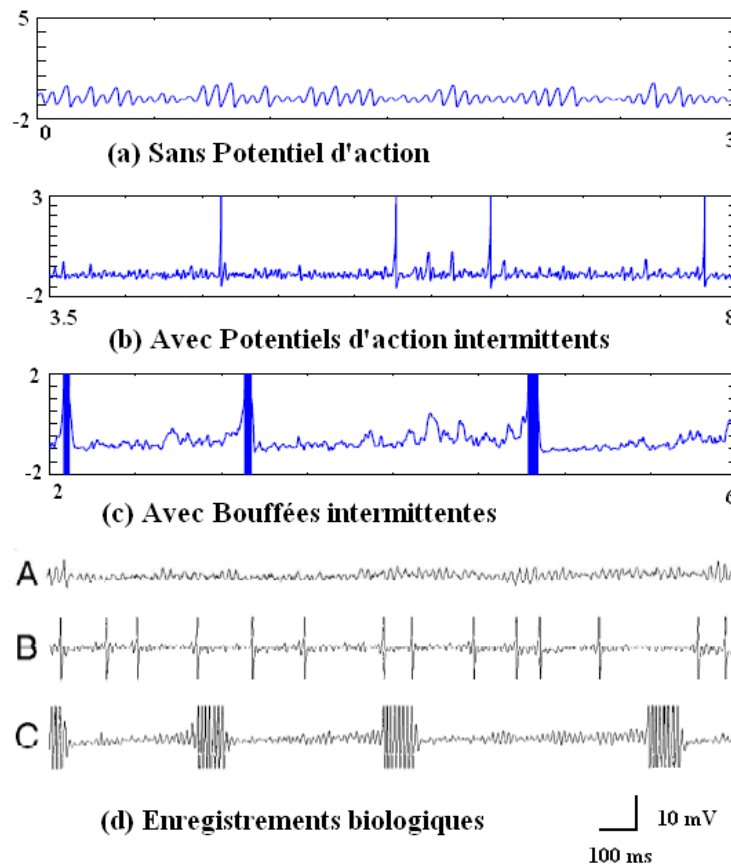 5
-2
0
3
(a) Sans Potentiel d'action
3
-2
3.5
8
(b) Avec Potentiels d'action intermittents
2
-2
2
6
(c) Avec Bouffées intermittentes
A
B
C
(d) Enregistrements biologiques
10 mV
100 ms